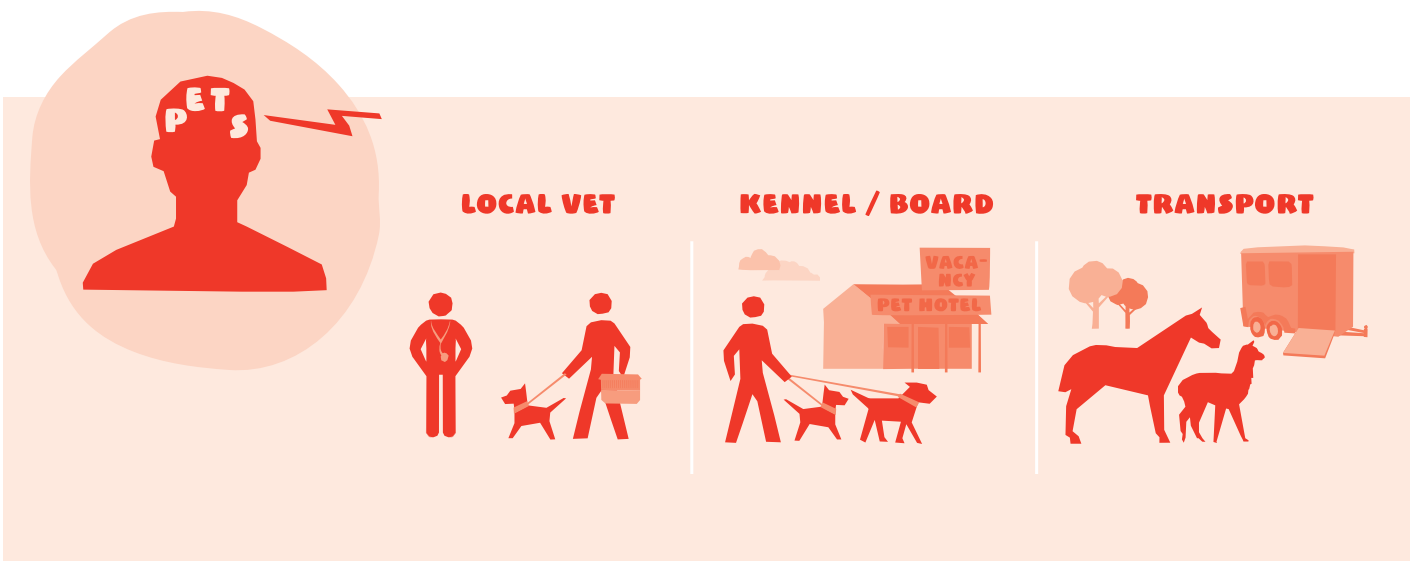 PETS
LOCAL VET
KENNEL / BOARD
TRANSPORT
VACA-
NCY
PET HOTEL